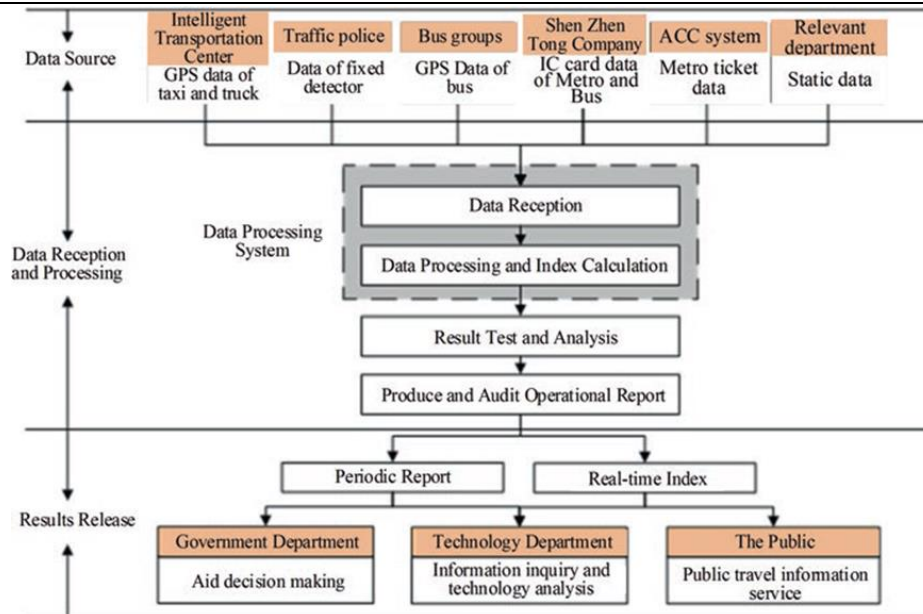 Data Source
Intelligent
Transportation
Center
GPS data of
taxi and truck
Traffic police
Data of fixed
detector
Bus groups
GPS Data of
bus
Shen Zhen
Tong Company
IC card data
of Metro and
Bus
ACC system
Metro ticket
data
Relevant
department
Static data
Data Reception
and Processing
Data Processing
System
Data Reception
Data Processing and Index Calculation
Result Test and Analysis
Produce and Audit Operational Report
Results Release
Periodic Report
Real-time Index
Government Department
Aid decision making
Technology Department
Information inquiry and
technology analysis
The Public
Public travel information
service